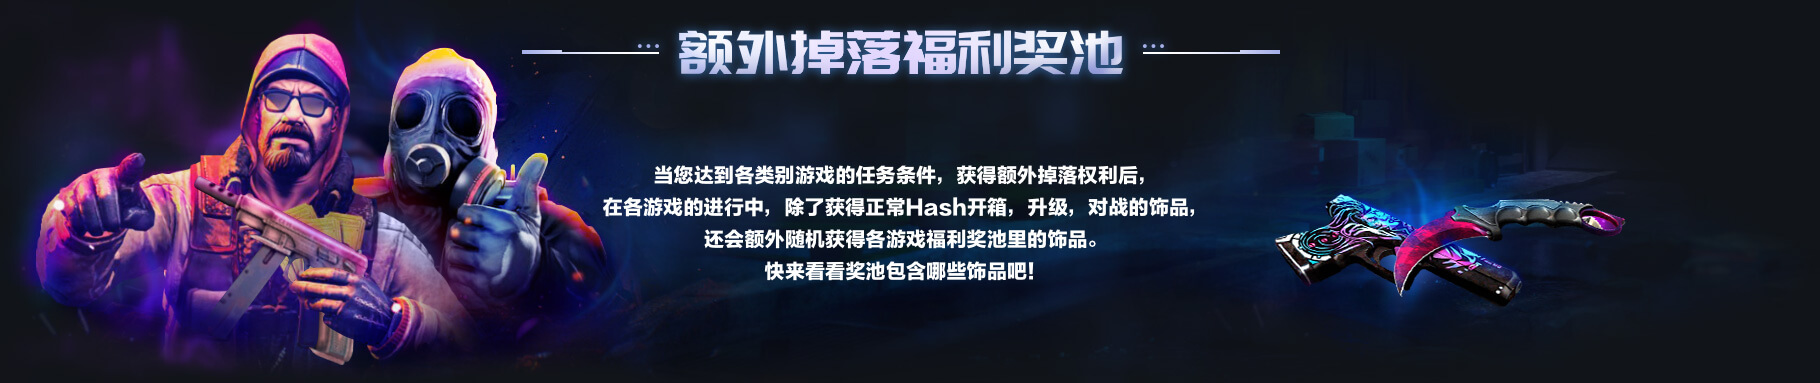 额外掉落福利奖池
当您达到各类别游戏的任务条件，获得额外掉落权利后，
在各游戏的进行中，除了获得正常Hash开箱，升级，对战的饰品，
还会额外随机获得各游戏福利奖池里的饰品。
快来看看奖池包含哪些饰品吧！